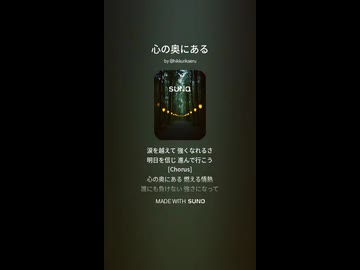 心の奥にある
by @hikkurikaeru
SUNO
涙を越えて 強くなれるさ
明日を信じ 進んで行こう
[Chorus]
心の奥にある 燃える情熱
誰にも負けない 強さになって
MADE WITH SUNO